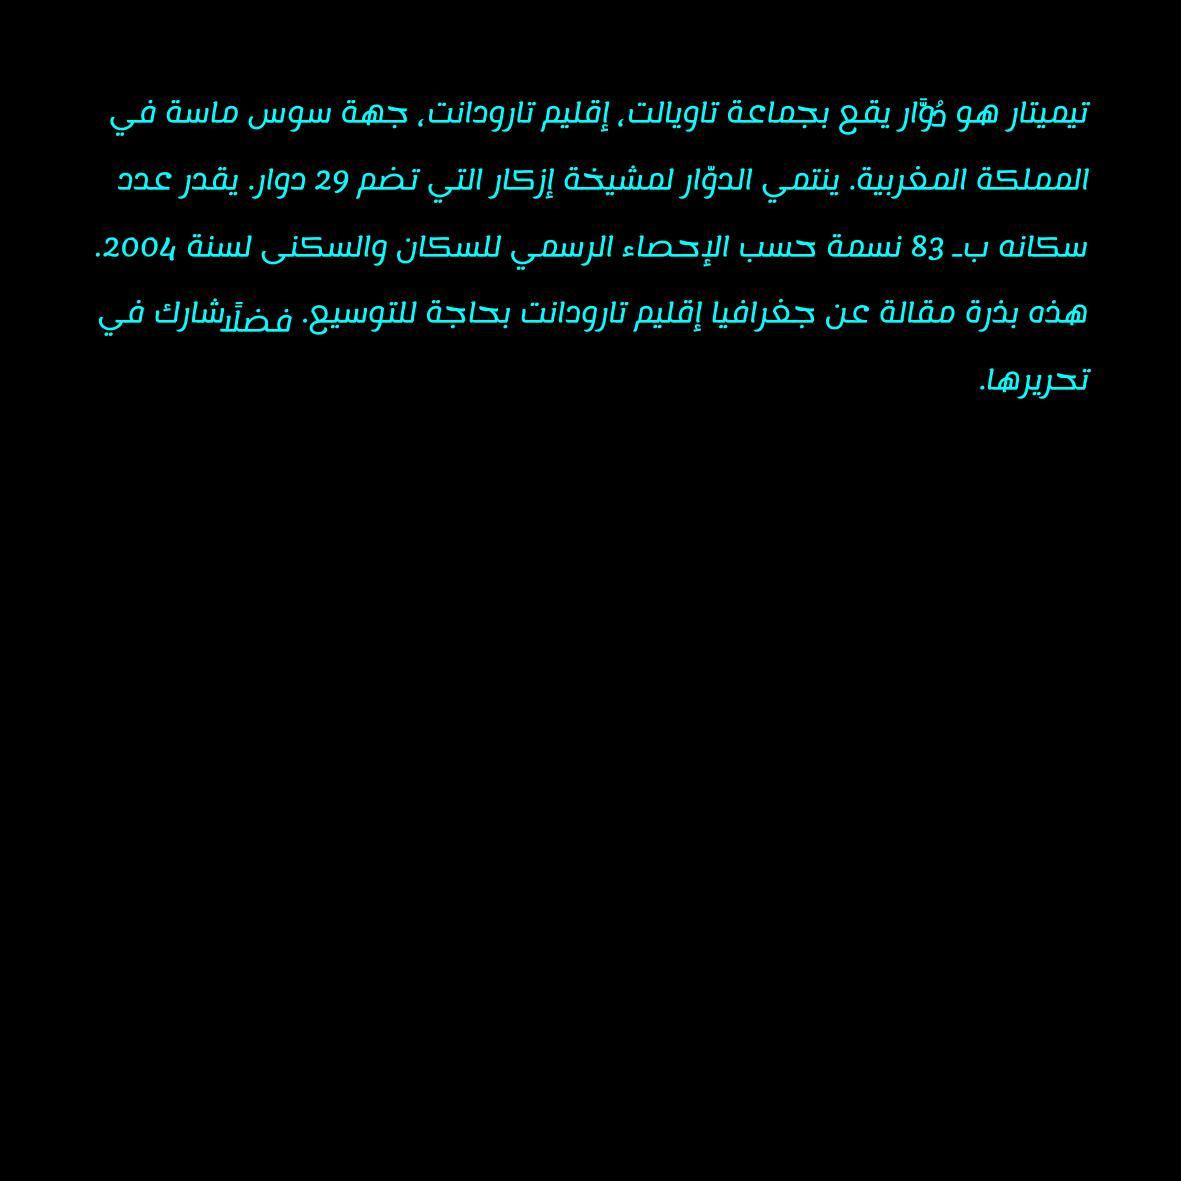 تيميتار هو دُوَّار يقع بجماعة تاويالت، إقليم تارودانت، جهة سوس ماسة في
المملكة المغربية. ينتمي الدوّار لمشيخة إزكار التي تضم 29 دوار. يقدر عدد
سكانه بـ 83 نسمة حسب الإحصاء الرسمي للسكان والسكنى لسنة 2004.
هذه بذرة مقالة عن جغرافيا إقليم تارودانت بحاجة للتوسيع. فضلًا شارك في
تحريرها.